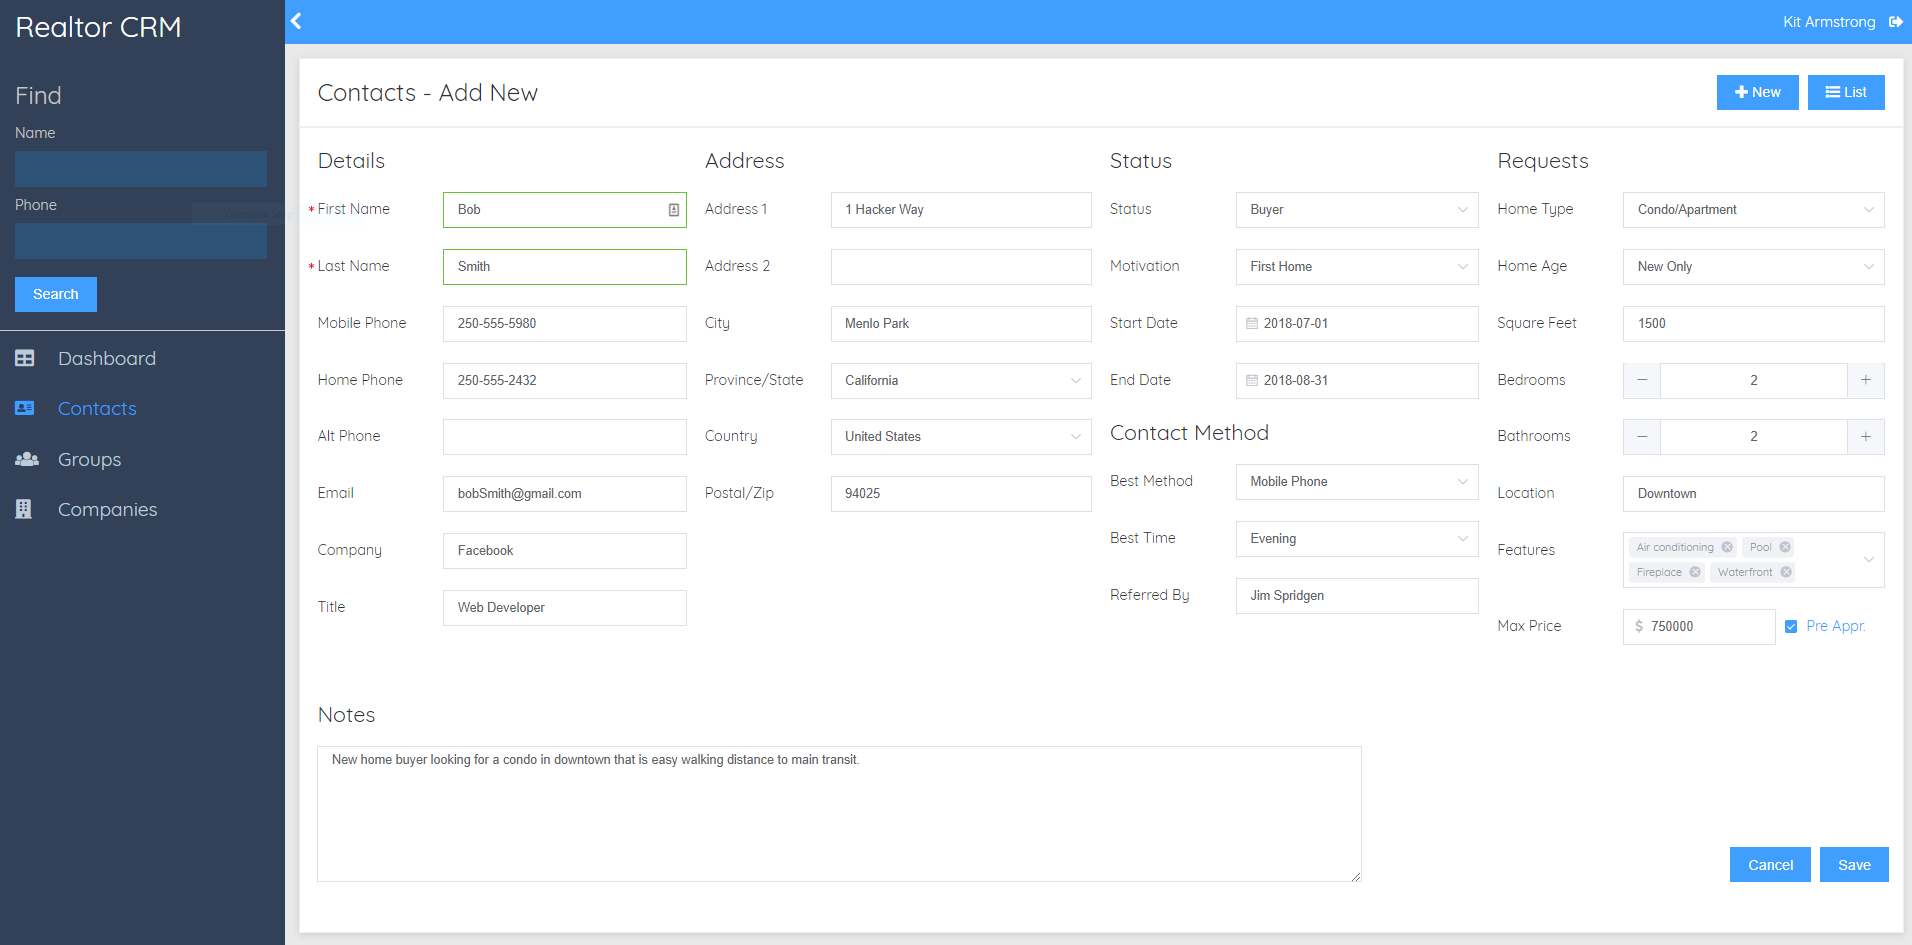 Realtor CRM
Find
Name
Phone
Search
Dashboard
Contacts
Groups
Companies
Kit Armstrong
Contacts - Add New
New
List
Details
* First Name Bob
* Last Name Smith
Mobile Phone 250-555-5980
Home Phone 250-555-2432
Alt Phone
Email bobSmith@gmail.com
Company Facebook
Title Web Developer
Address
Address 1 1 Hacker Way
Address 2
City Menlo Park
Province/State California
Country United States
Postal/Zip 94025
Status
Status Buyer
Motivation First Home
Start Date 2018-07-01
End Date 2018-08-31
Contact Method
Best Method Mobile Phone
Best Time Evening
Referred By Jim Spridgen
Requests
Home Type Condo/Apartment
Home Age New Only
Square Feet 1500
Bedrooms − 2 +
Bathrooms − 2 +
Location Downtown
Features Air conditioning Pool
Fireplace Waterfront
Max Price $ 750000 Pre Appr.
Notes
New home buyer looking for a condo in downtown that is easy walking distance to main transit.
Cancel
Save